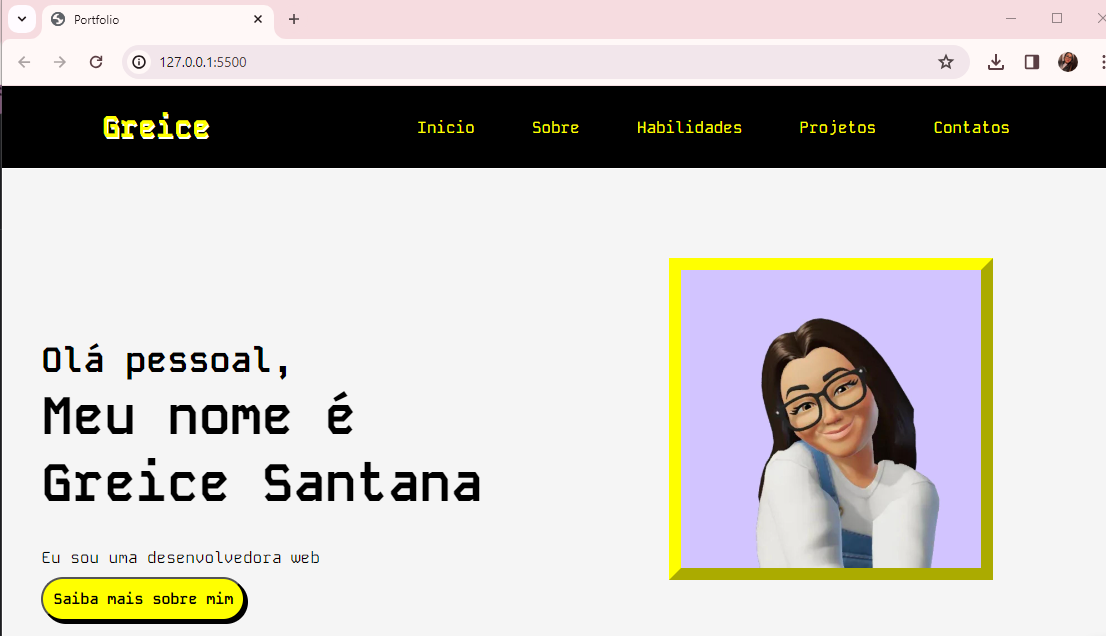 Portfolio
127.0.0.1:5500
Greice Inicio Sobre Habilidades Projetos Contatos
Olá pessoal,
Meu nome é
Greice Santana
Eu sou uma desenvolvedora web
Saiba mais sobre mim